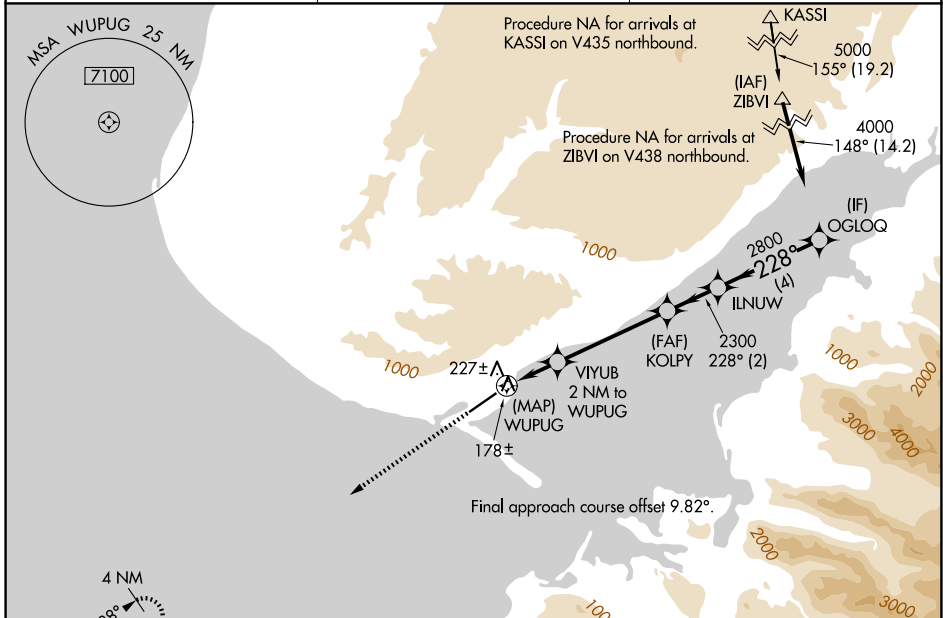 MSA WUPUG 25 NM
7100
Procedure NA for arrivals at
KASSI on V435 northbound.
KASSI
5000
155° (19.2)
(IAF)
ZIBVI
Procedure NA for arrivals at
ZIBVI on V438 northbound.
4000
148° (14.2)
(IF)
OGLOQ
2800
228°
(4)
ILNUW
1000
(FAF)
KOLPY
2300
228° (2)
1000
227±
VIYUB
2 NM to
WUPUG
(MAP)
WUPUG
178±
1000
2000
3000
4000
Final approach course offset 9.82°.
2000
3000
4 NM